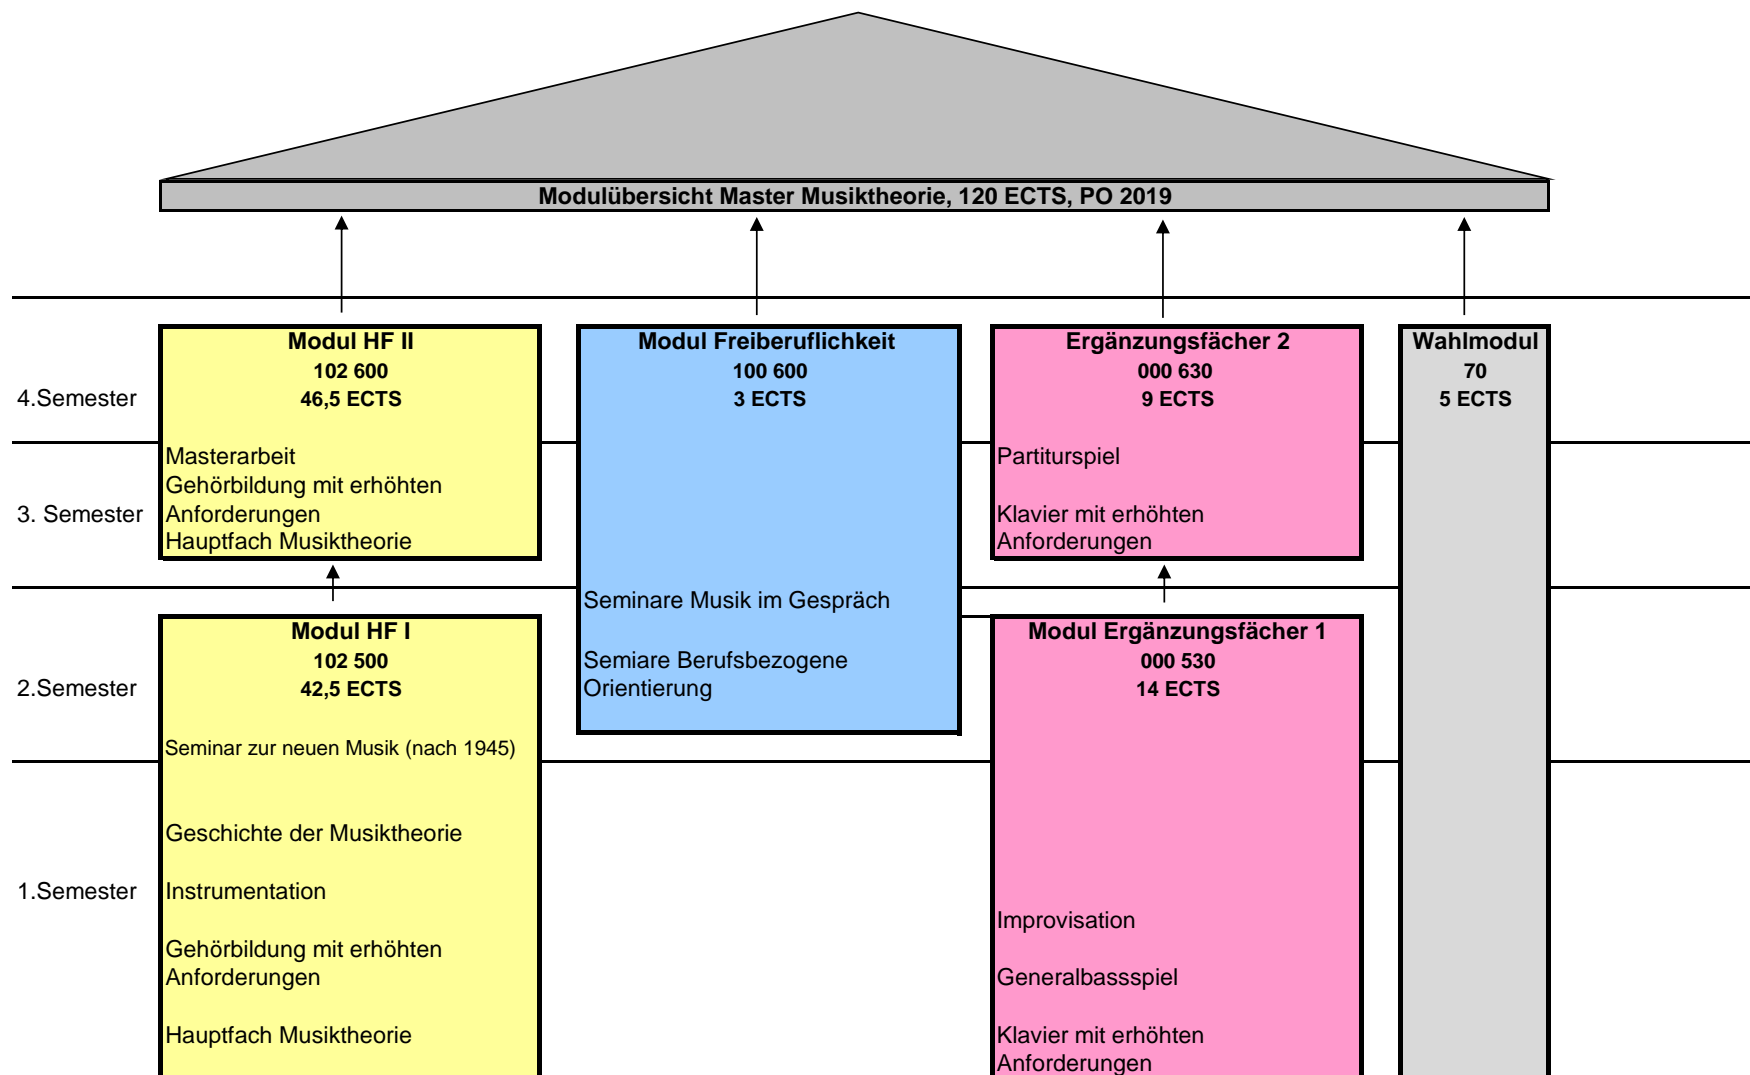 Modulübersicht Master Musiktheorie, 120 ECTS, PO 2019
4.Semester
3. Semester
2.Semester
1.Semester
Modul HF II
102 600
46,5 ECTS
Masterarbeit
Gehörbildung mit erhöhten
Anforderungen
Hauptfach Musiktheorie
Modul HF I
102 500
42,5 ECTS
Seminar zur neuen Musik (nach 1945)
Geschichte der Musiktheorie
Instrumentation
Gehörbildung mit erhöhten
Anforderungen
Hauptfach Musiktheorie
Modul Freiberuflichkeit
100 600
3 ECTS
Seminare Musik im Gespräch
Semiare Berufsbezogene
Orientierung
Ergänzungsfächer 2
000 630
9 ECTS
Partiturspiel
Klavier mit erhöhten
Anforderungen
Modul Ergänzungsfächer 1
000 530
14 ECTS
Improvisation
Generalbassspiel
Klavier mit erhöhten
Anforderungen
Wahlmodul
70
5 ECTS